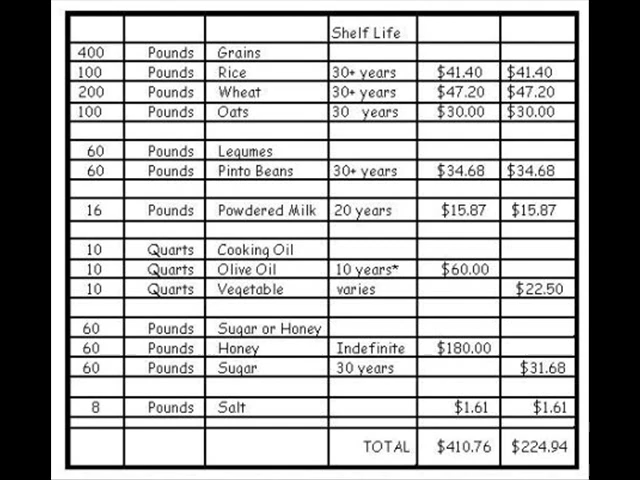 Shelf Life
400 Pounds Grains
100 Pounds Rice 30+ years $41.40 $41.40
200 Pounds Wheat 30+ years $47.20 $47.20
100 Pounds Oats 30 years $30.00 $30.00
60 Pounds Legumes
60 Pounds Pinto Beans 30+ years $34.68 $34.68
16 Pounds Powdered Milk 20 years $15.87 $15.87
10 Quarts Cooking Oil
10 Quarts Olive Oil 10 years* $60.00
10 Quarts Vegetable varies $22.50
60 Pounds Sugar or Honey
60 Pounds Honey Indefinite $180.00
60 Pounds Sugar 30 years $31.68
8 Pounds Salt $1.61 $1.61
TOTAL $410.76 $224.94